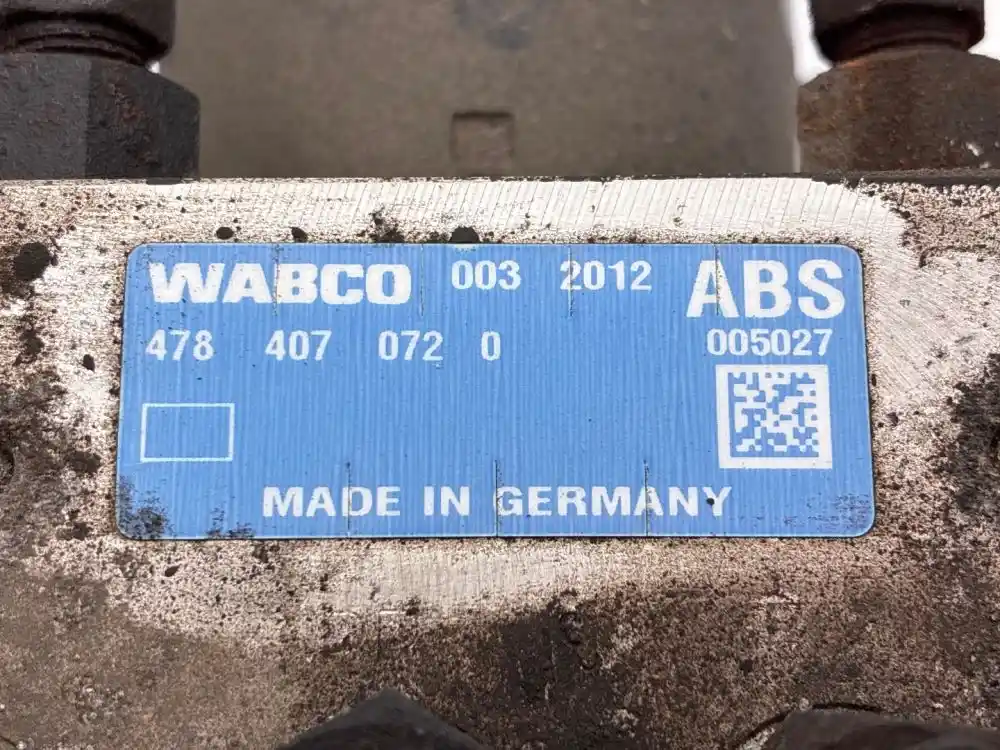 WABCO 003 2012 ABS
478 407 072 0 005027
MADE IN GERMANY